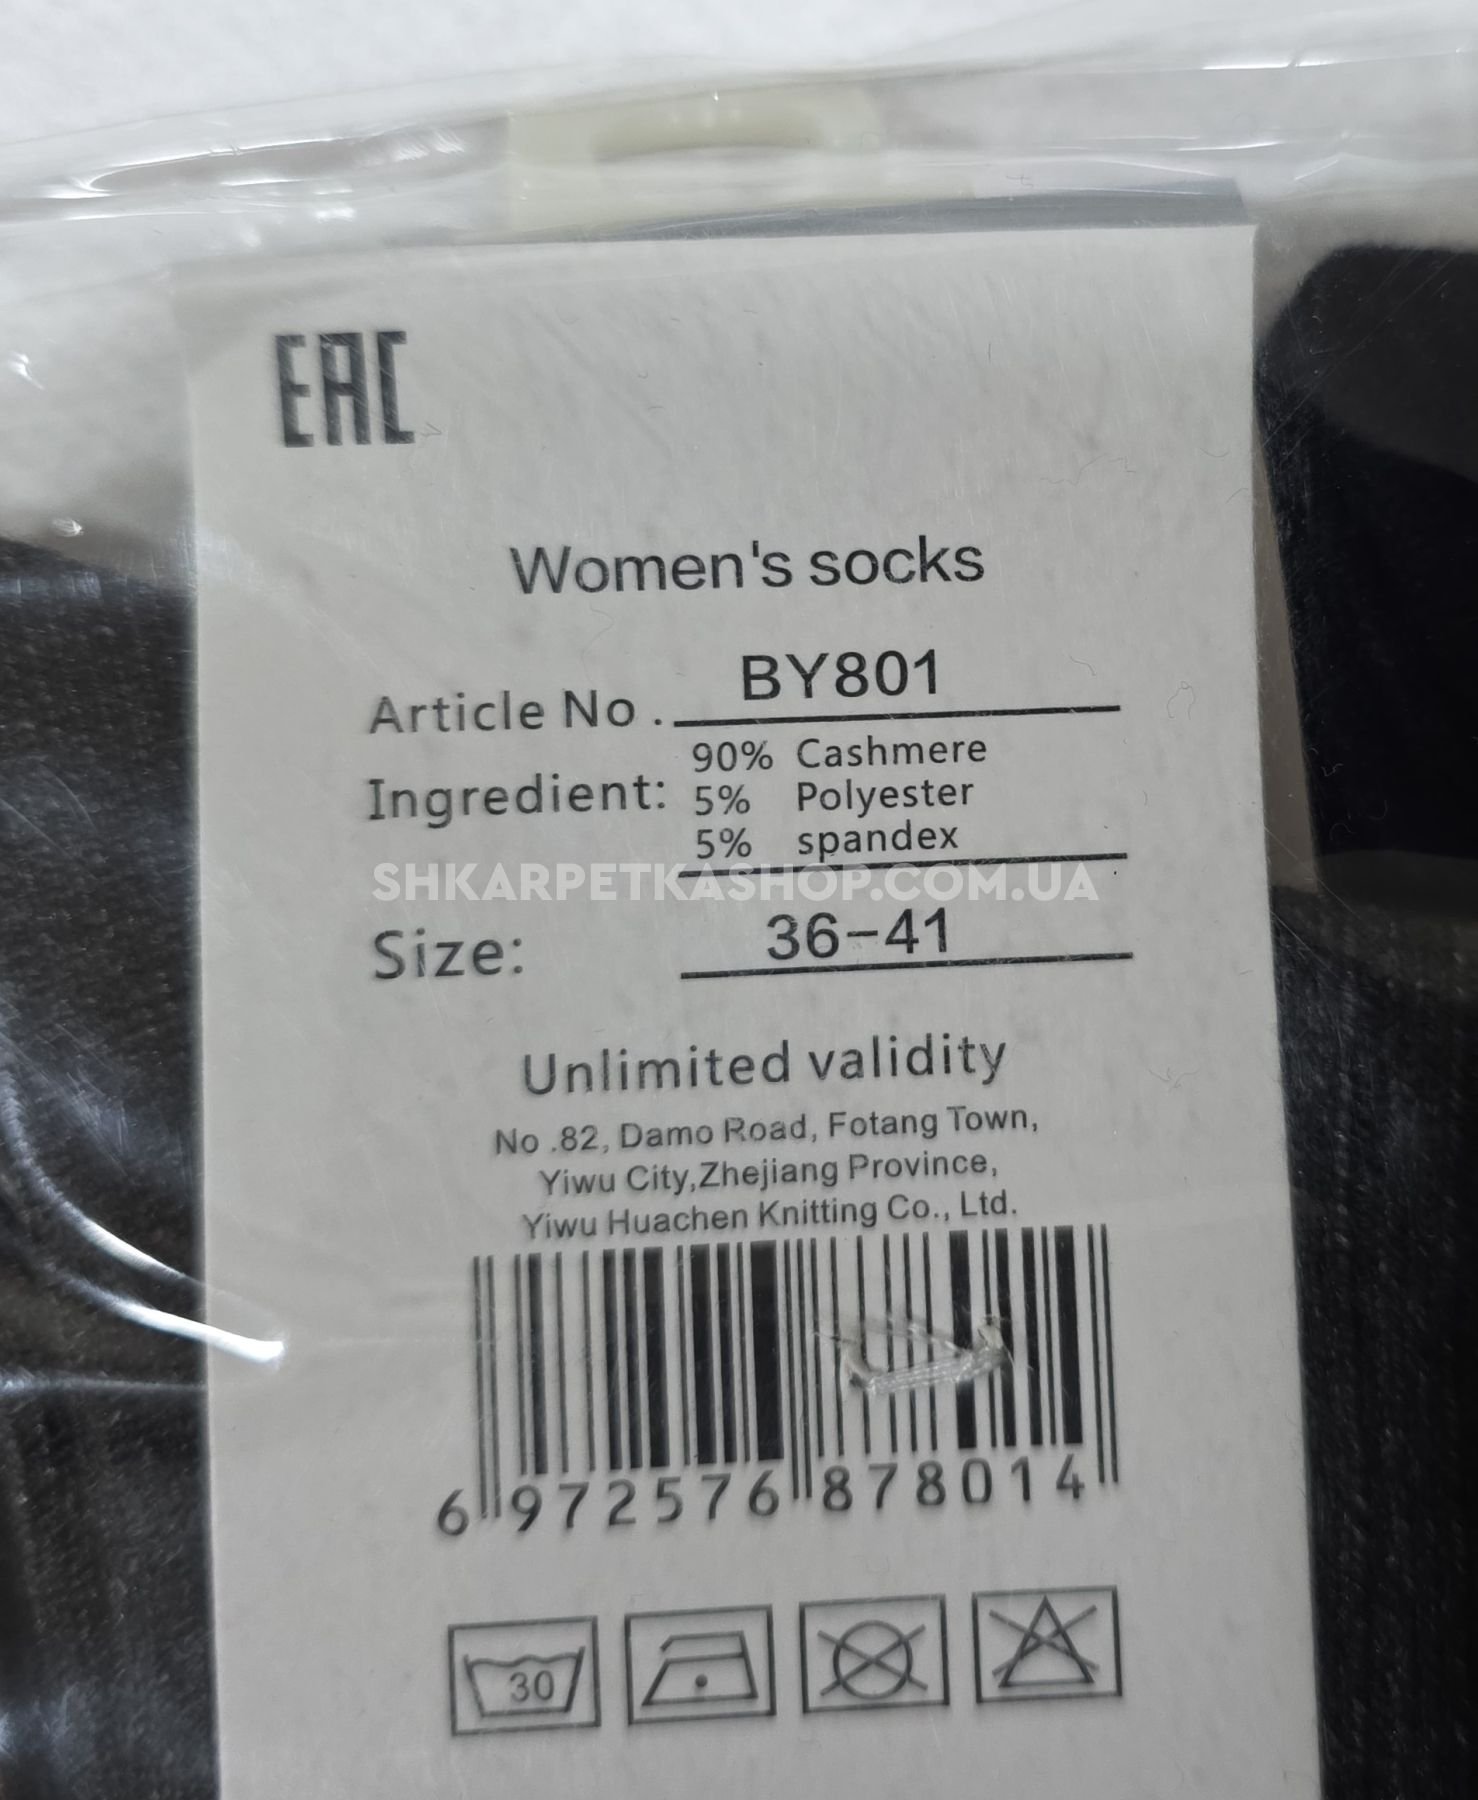 EAC
Women's socks
Article No . BY801
Ingredient: 90% Cashmere
5% Polyester
5% spandex
SHKARPETKASHOP.COM.UA
Size: 36-41
Unlimited validity
No .82, Damo Road, Fotang Town,
Yiwu City,Zhejiang Province,
Yiwu Huachen Knitting Co., Ltd.
6 972576 878014
30